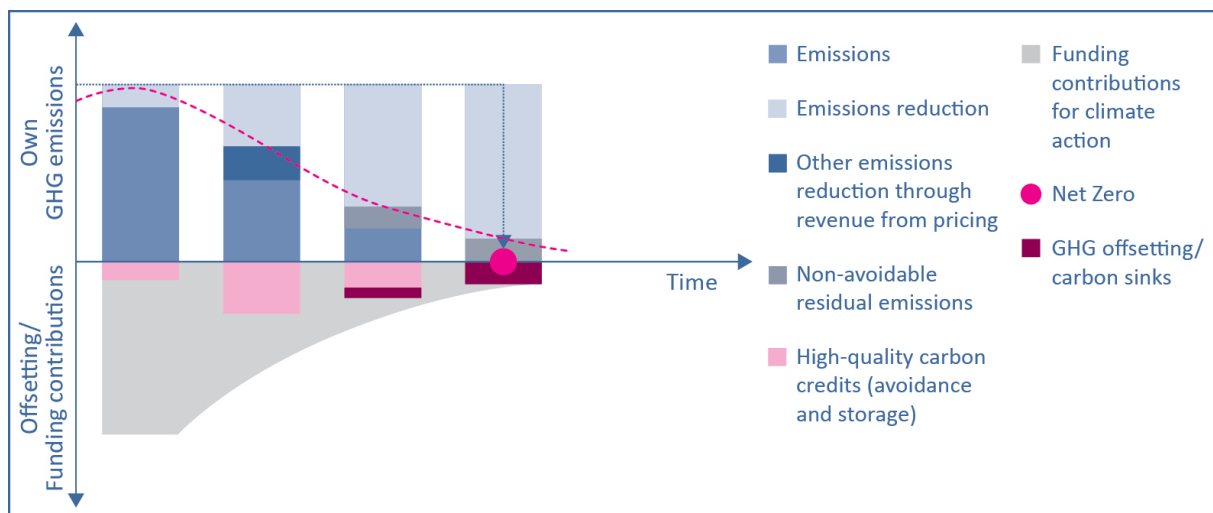 Own
GHG emissions
Offsetting/
Funding contributions
Time
Emissions
Emissions reduction
Other emissions
reduction through
revenue from pricing
Non-avoidable
residual emissions
High-quality carbon
credits (avoidance
and storage)
Funding
contributions
for climate
action
Net Zero
GHG offsetting/
carbon sinks